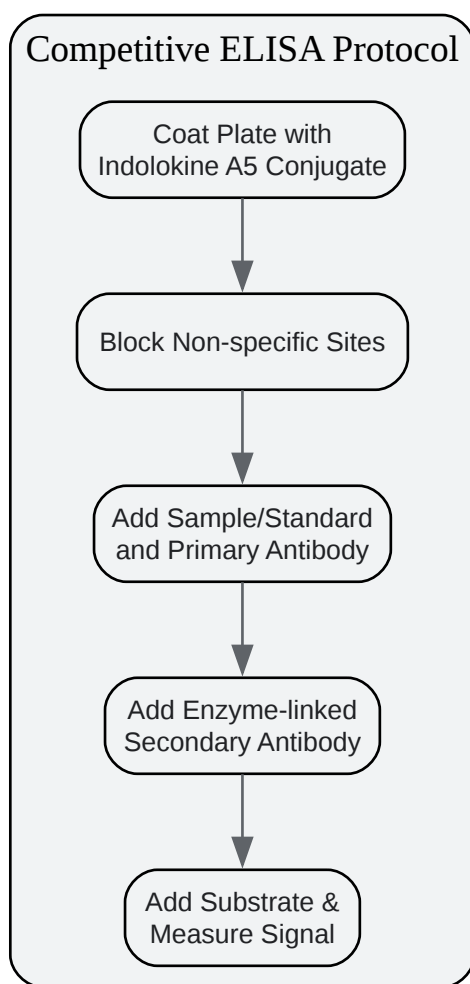 Competitive ELISA Protocol
Coat Plate with
Indolokine A5 Conjugate
Block Non-specific Sites
Add Sample/Standard
and Primary Antibody
Add Enzyme-linked
Secondary Antibody
Add Substrate &
Measure Signal